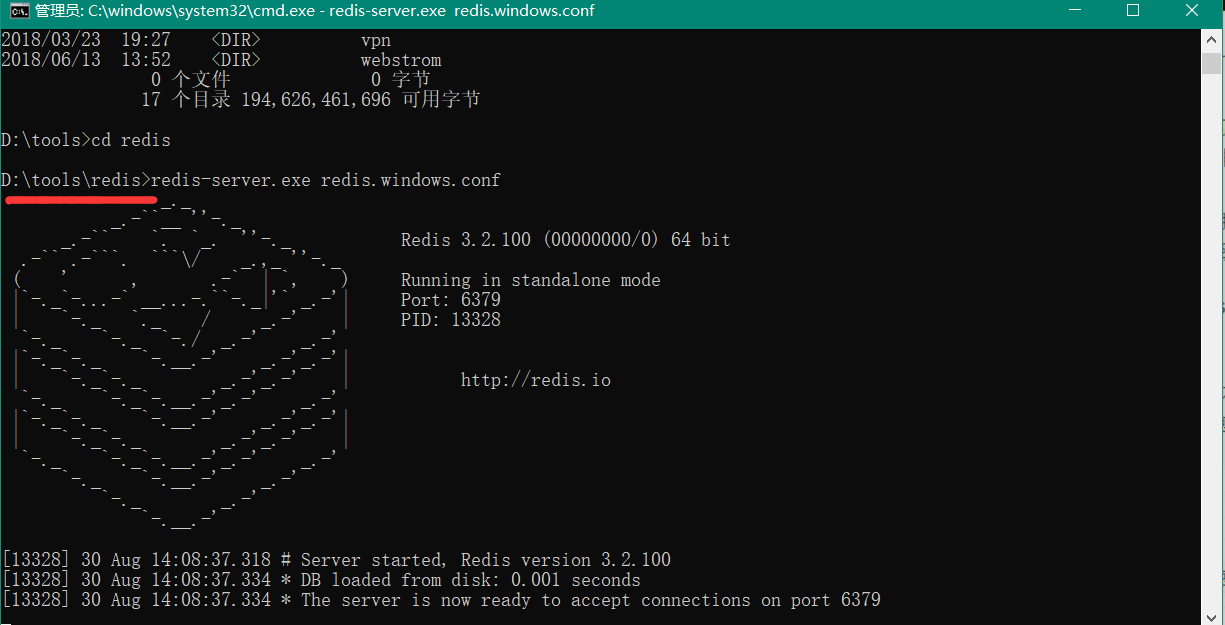 管理员: C:\windows\system32\cmd.exe - redis-server.exe redis.windows.conf
2018/03/23  19:27    <DIR>          vpn
2018/06/13  13:52    <DIR>          webstrom
0 个文件              0 字节
17 个目录 194,626,461,696 可用字节
D:\tools>cd redis
D:\tools\redis>redis-server.exe redis.windows.conf
Redis 3.2.100 (00000000/0) 64 bit
Running in standalone mode
Port: 6379
PID: 13328
http://redis.io
[13328] 30 Aug 14:08:37.318 # Server started, Redis version 3.2.100
[13328] 30 Aug 14:08:37.334 * DB loaded from disk: 0.001 seconds
[13328] 30 Aug 14:08:37.334 * The server is now ready to accept connections on port 6379